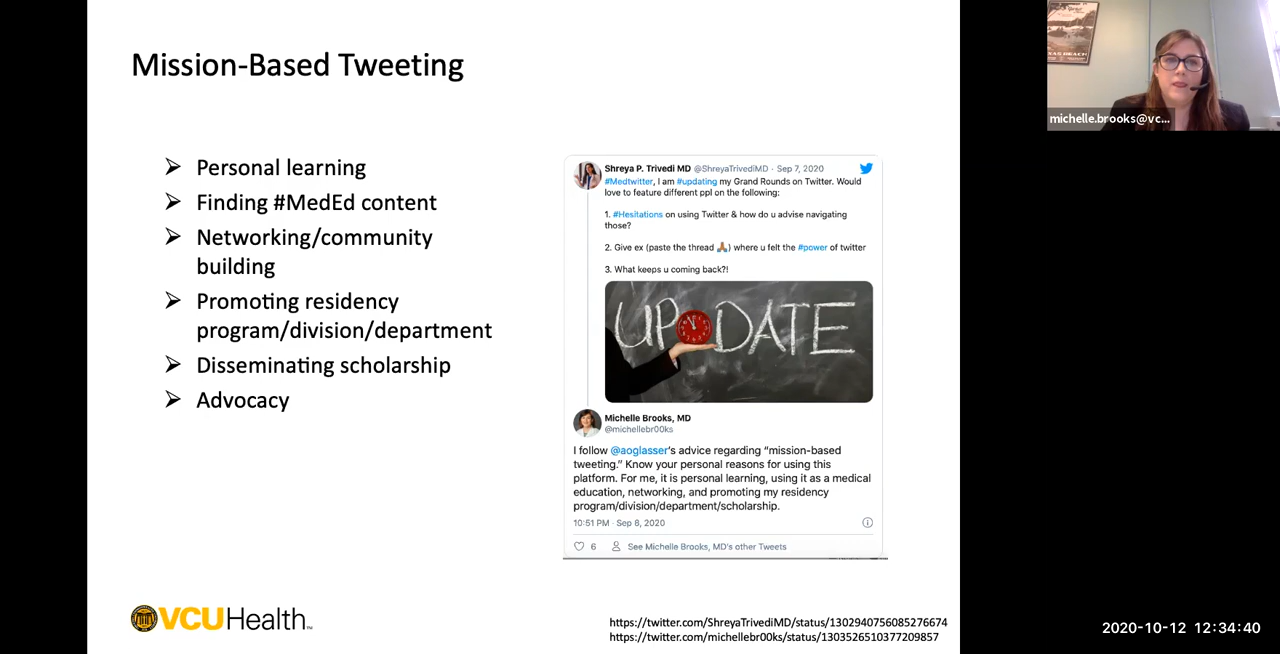 Mission-Based Tweeting
Personal learning
Finding #MedEd content
Networking/community
building
Promoting residency
program/division/department
Disseminating scholarship
Advocacy
Shreya P. Trivedi MD @ShreyaTrivediMD · Sep 7, 2020
#Medtwitter, I am #updating my Grand Rounds on Twitter. Would
love to feature different ppl on the following:
1. #Hesitations on using Twitter & how do u advise navigating
those?
2. Give ex (paste the thread 🙏🏽) where u felt the #power of twitter
3. What keeps u coming back?!
UPDATE
Michelle Brooks, MD
@michellebr00ks
I follow @aoglasser's advice regarding “mission-based
tweeting.” Know your personal reasons for using this
platform. For me, it is personal learning, using it as a medical
education, networking, and promoting my residency
program/division/department/scholarship.
10:51 PM · Sep 8, 2020
6 See Michelle Brooks, MD's other Tweets
VCUHealth™
https://twitter.com/ShreyaTrivediMD/status/1302940756085276674
https://twitter.com/michellebr00ks/status/1303526510377209857
michelle.brooks@vc...
2020-10-12 12:34:40